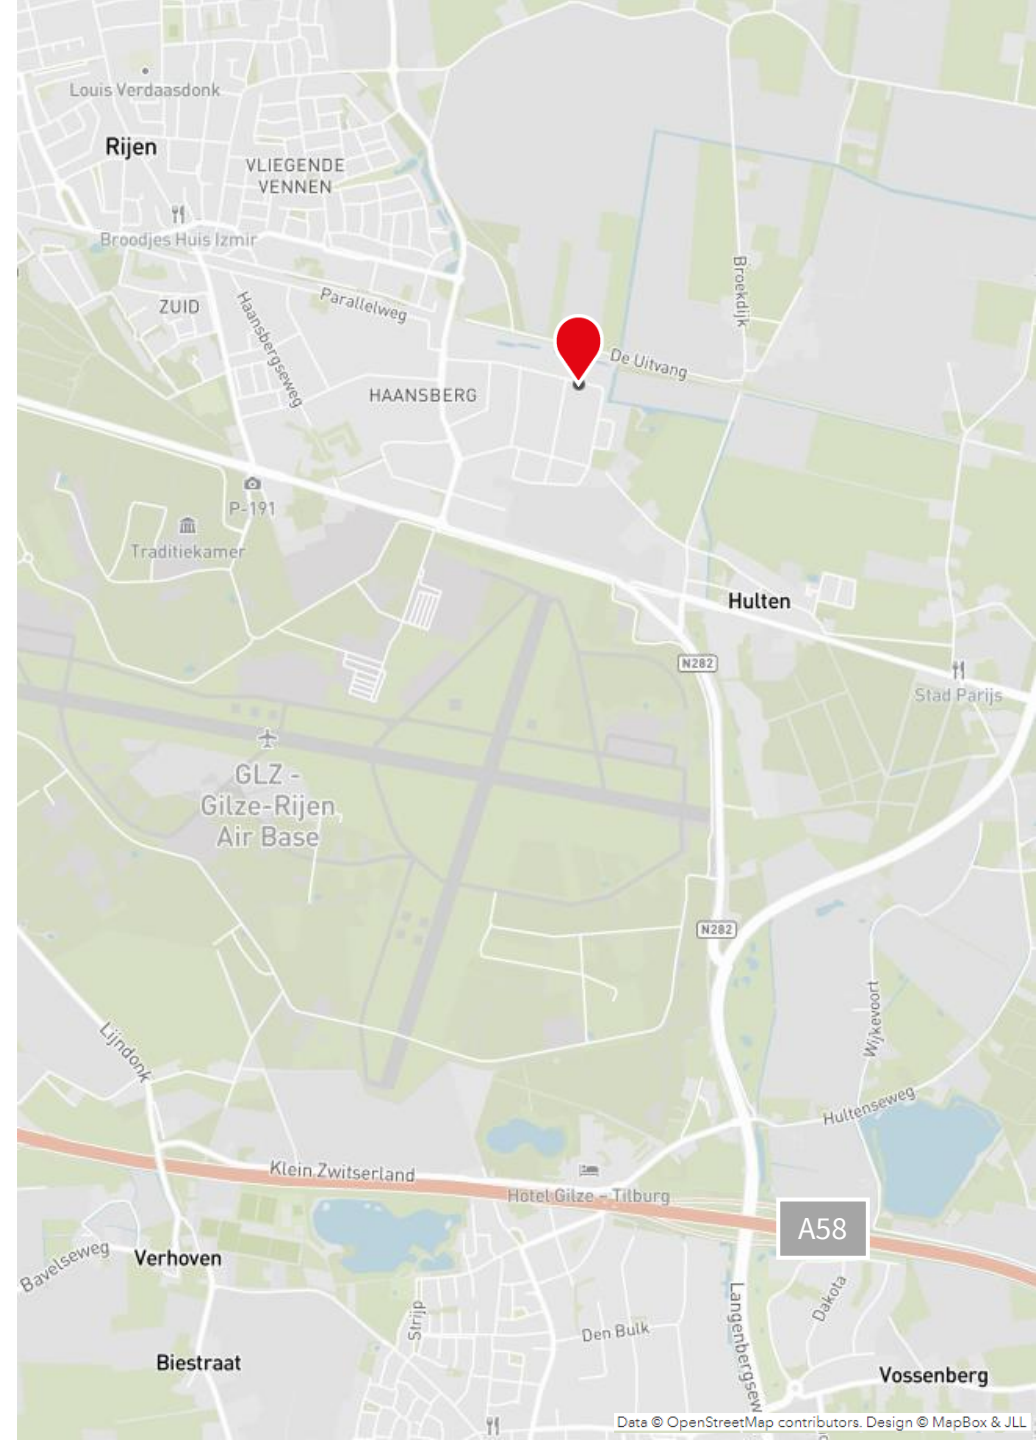 Louis Verdaasdonk
Rijen
VLIEGENDE
VENNEN
Broodjes Huis Izmir
Broekdijk
ZUID
Parallelweg
Haansbergseweg
De Uitvang
HAANSBERG
P-191
Traditiekamer
Hulten
N282
Stad Parijs
GLZ -
Gilze-Rijen
Air Base
N282
Wijkevoort
Lijndonk
Hultenseweg
Klein Zwitserland
Hotel Gilze - Tilburg
A58
Bavelseweg
Verhoven
Dakota
Strijp
Den Bulk
Langenbergsew
Biestraat
Vossenberg
Data © OpenStreetMap contributors. Design © MapBox & JLL